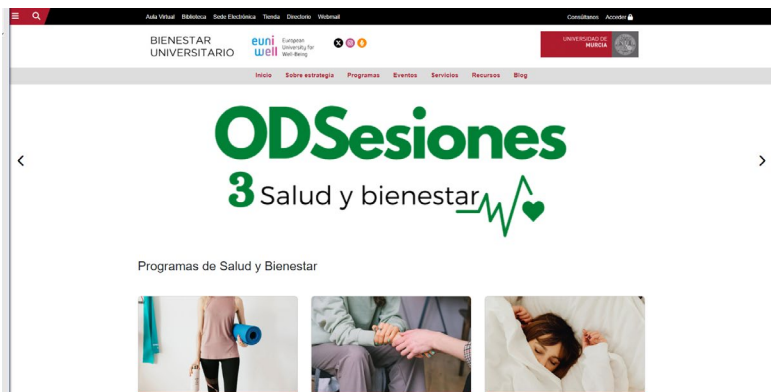 Aula Virtual Biblioteca Sede Electrónica Tienda Directorio Webmail Consúltanos Acceder
BIENESTAR
UNIVERSITARIO
euni
well
European
University for
Well-Being
UNIVERSIDAD DE
MURCIA
Inicio Sobre estrategia Programas Eventos Servicios Recursos Blog
ODSesiones
3 Salud y bienestar
Programas de Salud y Bienestar